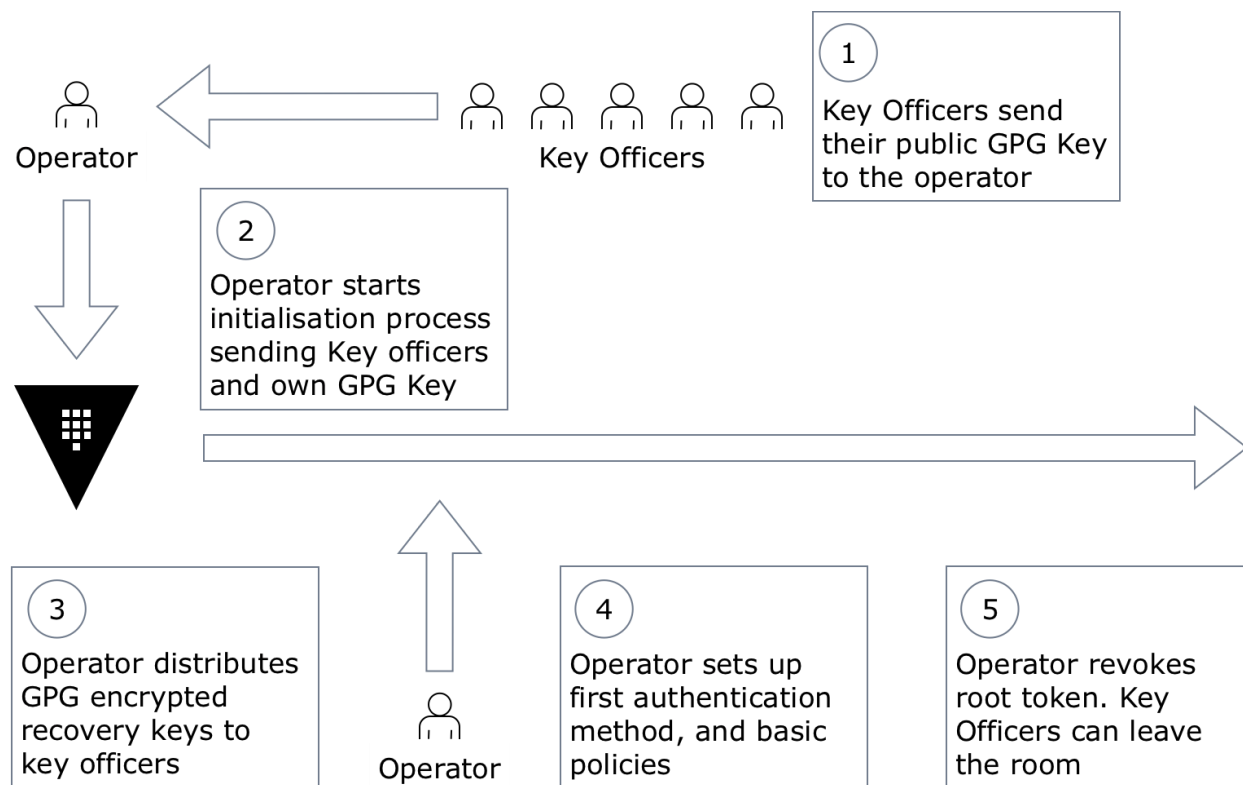 1
Key Officers send
their public GPG Key
to the operator
Operator
Key Officers
2
Operator starts
initialisation process
sending Key officers
and own GPG Key
3
Operator distributes
GPG encrypted
recovery keys to
key officers
Operator
4
Operator sets up
first authentication
method, and basic
policies
5
Operator revokes
root token. Key
Officers can leave
the room